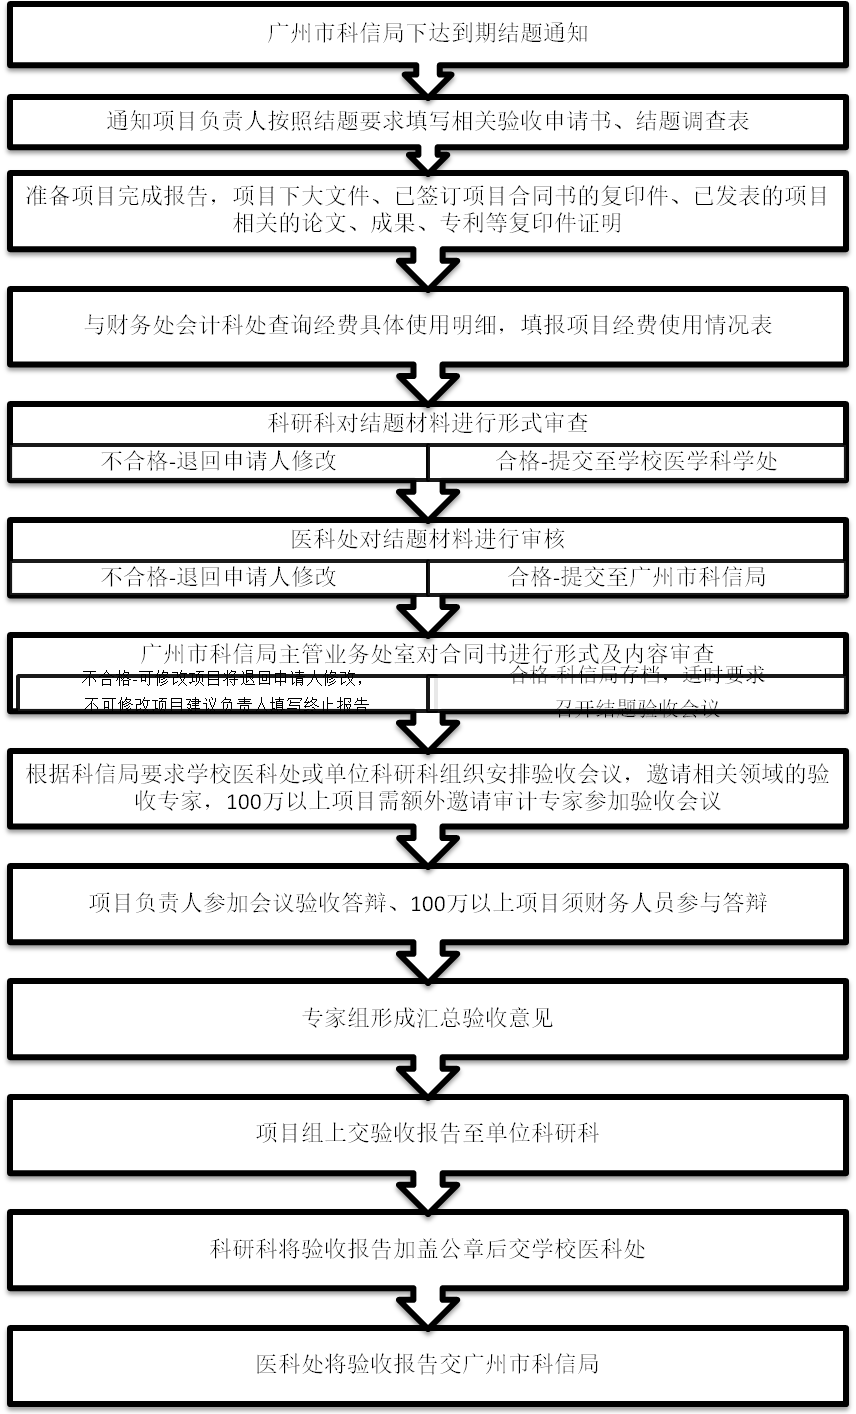 广州市科信局下达到期结题通知
通知项目负责人按照结题要求填写相关验收申请书、结题调查表
准备项目完成报告，项目下大文件、已签订项目合同书的复印件、已发表的项目
相关的论文、成果、专利等复印件证明
与财务处会计科处查询经费具体使用明细，填报项目经费使用情况表
科研科对结题材料进行形式审查
不合格-退回申请人修改
合格-提交至学校医学科学处
医科处对结题材料进行审核
不合格-退回申请人修改
合格-提交至广州市科信局
广州市科信局主管业务处室对合同书进行形式及内容审查
不合格-可修改项目将退回申请人修改，
不可修改项目建议负责人填写终止报告
合格-科信局存档，适时要求
召开结题验收会议
根据科信局要求学校医科处或单位科研科组织安排验收会议，邀请相关领域的验
收专家，100万以上项目需额外邀请审计专家参加验收会议
项目负责人参加会议验收答辩、100万以上项目须财务人员参与答辩
专家组形成汇总验收意见
项目组上交验收报告至单位科研科
科研科将验收报告加盖公章后交学校医科处
医科处将验收报告交广州市科信局